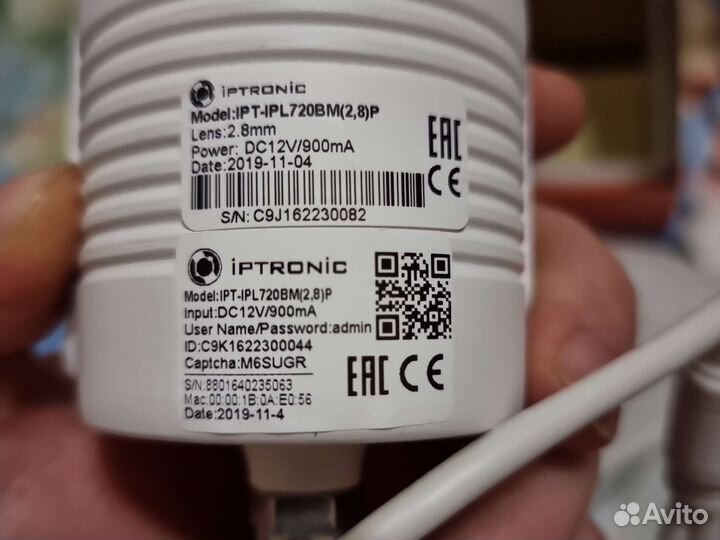 iPTRONiC
Model:IPT-IPL720BM(2,8)P
Lens:2.8mm
Power: DC12V/900mA
Date:2019-11-04
EAC
CE
S/N: C9J162230082
iPTRONiC
Model:IPT-IPL720BM(2,8)P
Input:DC12V/900mA
User Name/Password:admin
ID:C9K1622300044
Captcha:M6SUGR
S/N:8801640235063
Mac:00:00:1B:0A:E0:56
Date:2019-11-4
EAC CE
Avito